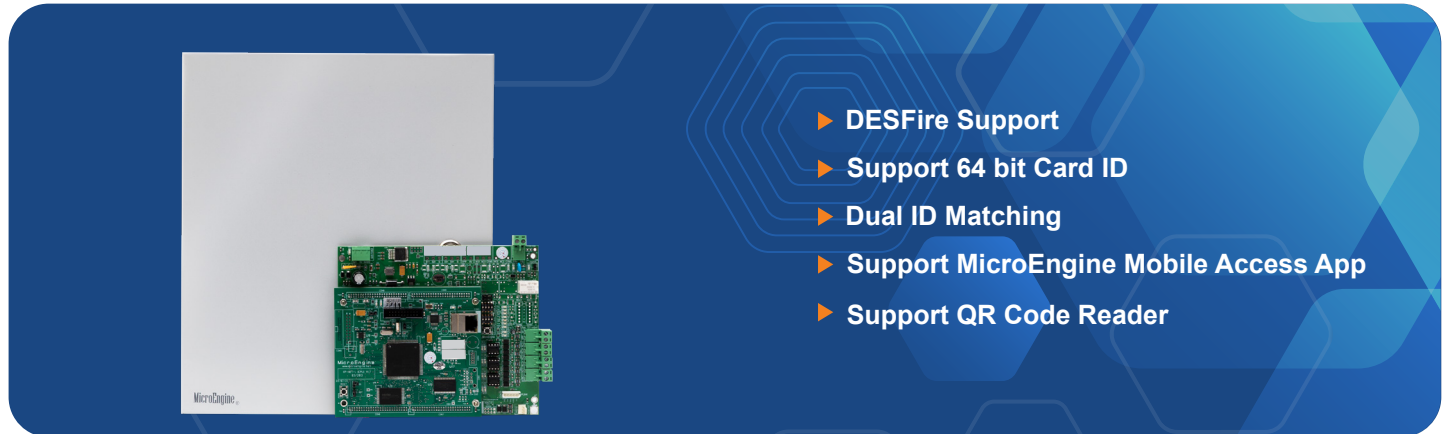 DESFire Support
Support 64 bit Card ID
Dual ID Matching
Support MicroEngine Mobile Access App
Support QR Code Reader
MicroEngine
MicroEngine